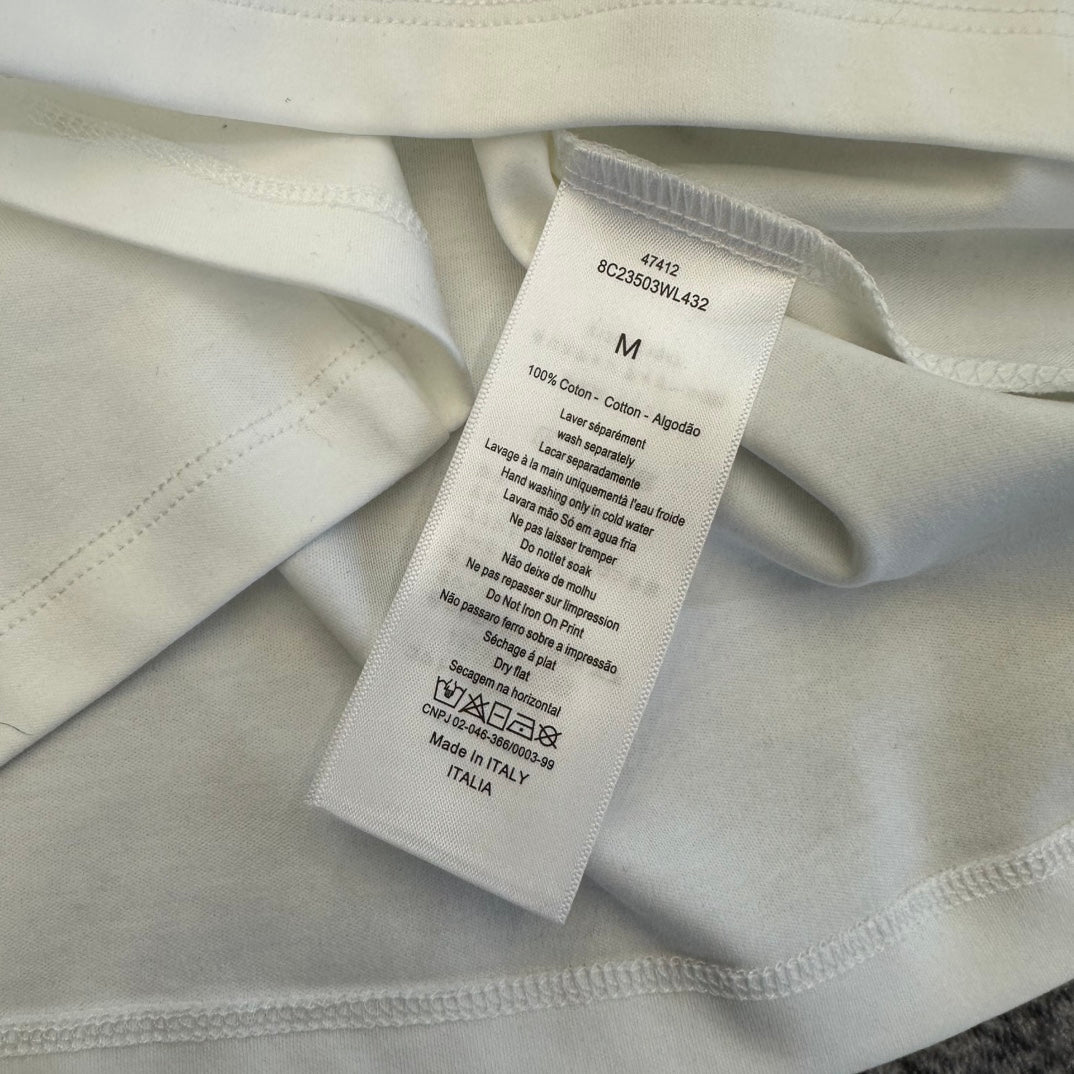 47412
8C23503WL432
M
100% Coton - Cotton - Algodão
Laver séparément
wash separately
Lacar separadamente
Lavage à la main uniquementà l'eau froide
Hand washing only in cold water
Lavara mão Só em agua fria
Ne pas laisser tremper
Do notlet soak
Não deixe de molhu
Ne pas repasser sur limpression
Do Not Iron On Print
Não passaro ferro sobre a impressão
Séchage á plat
Dry flat
Secagem na horizontal
CNPJ 02-046-366/0003-99
Made In ITALY
ITALIA